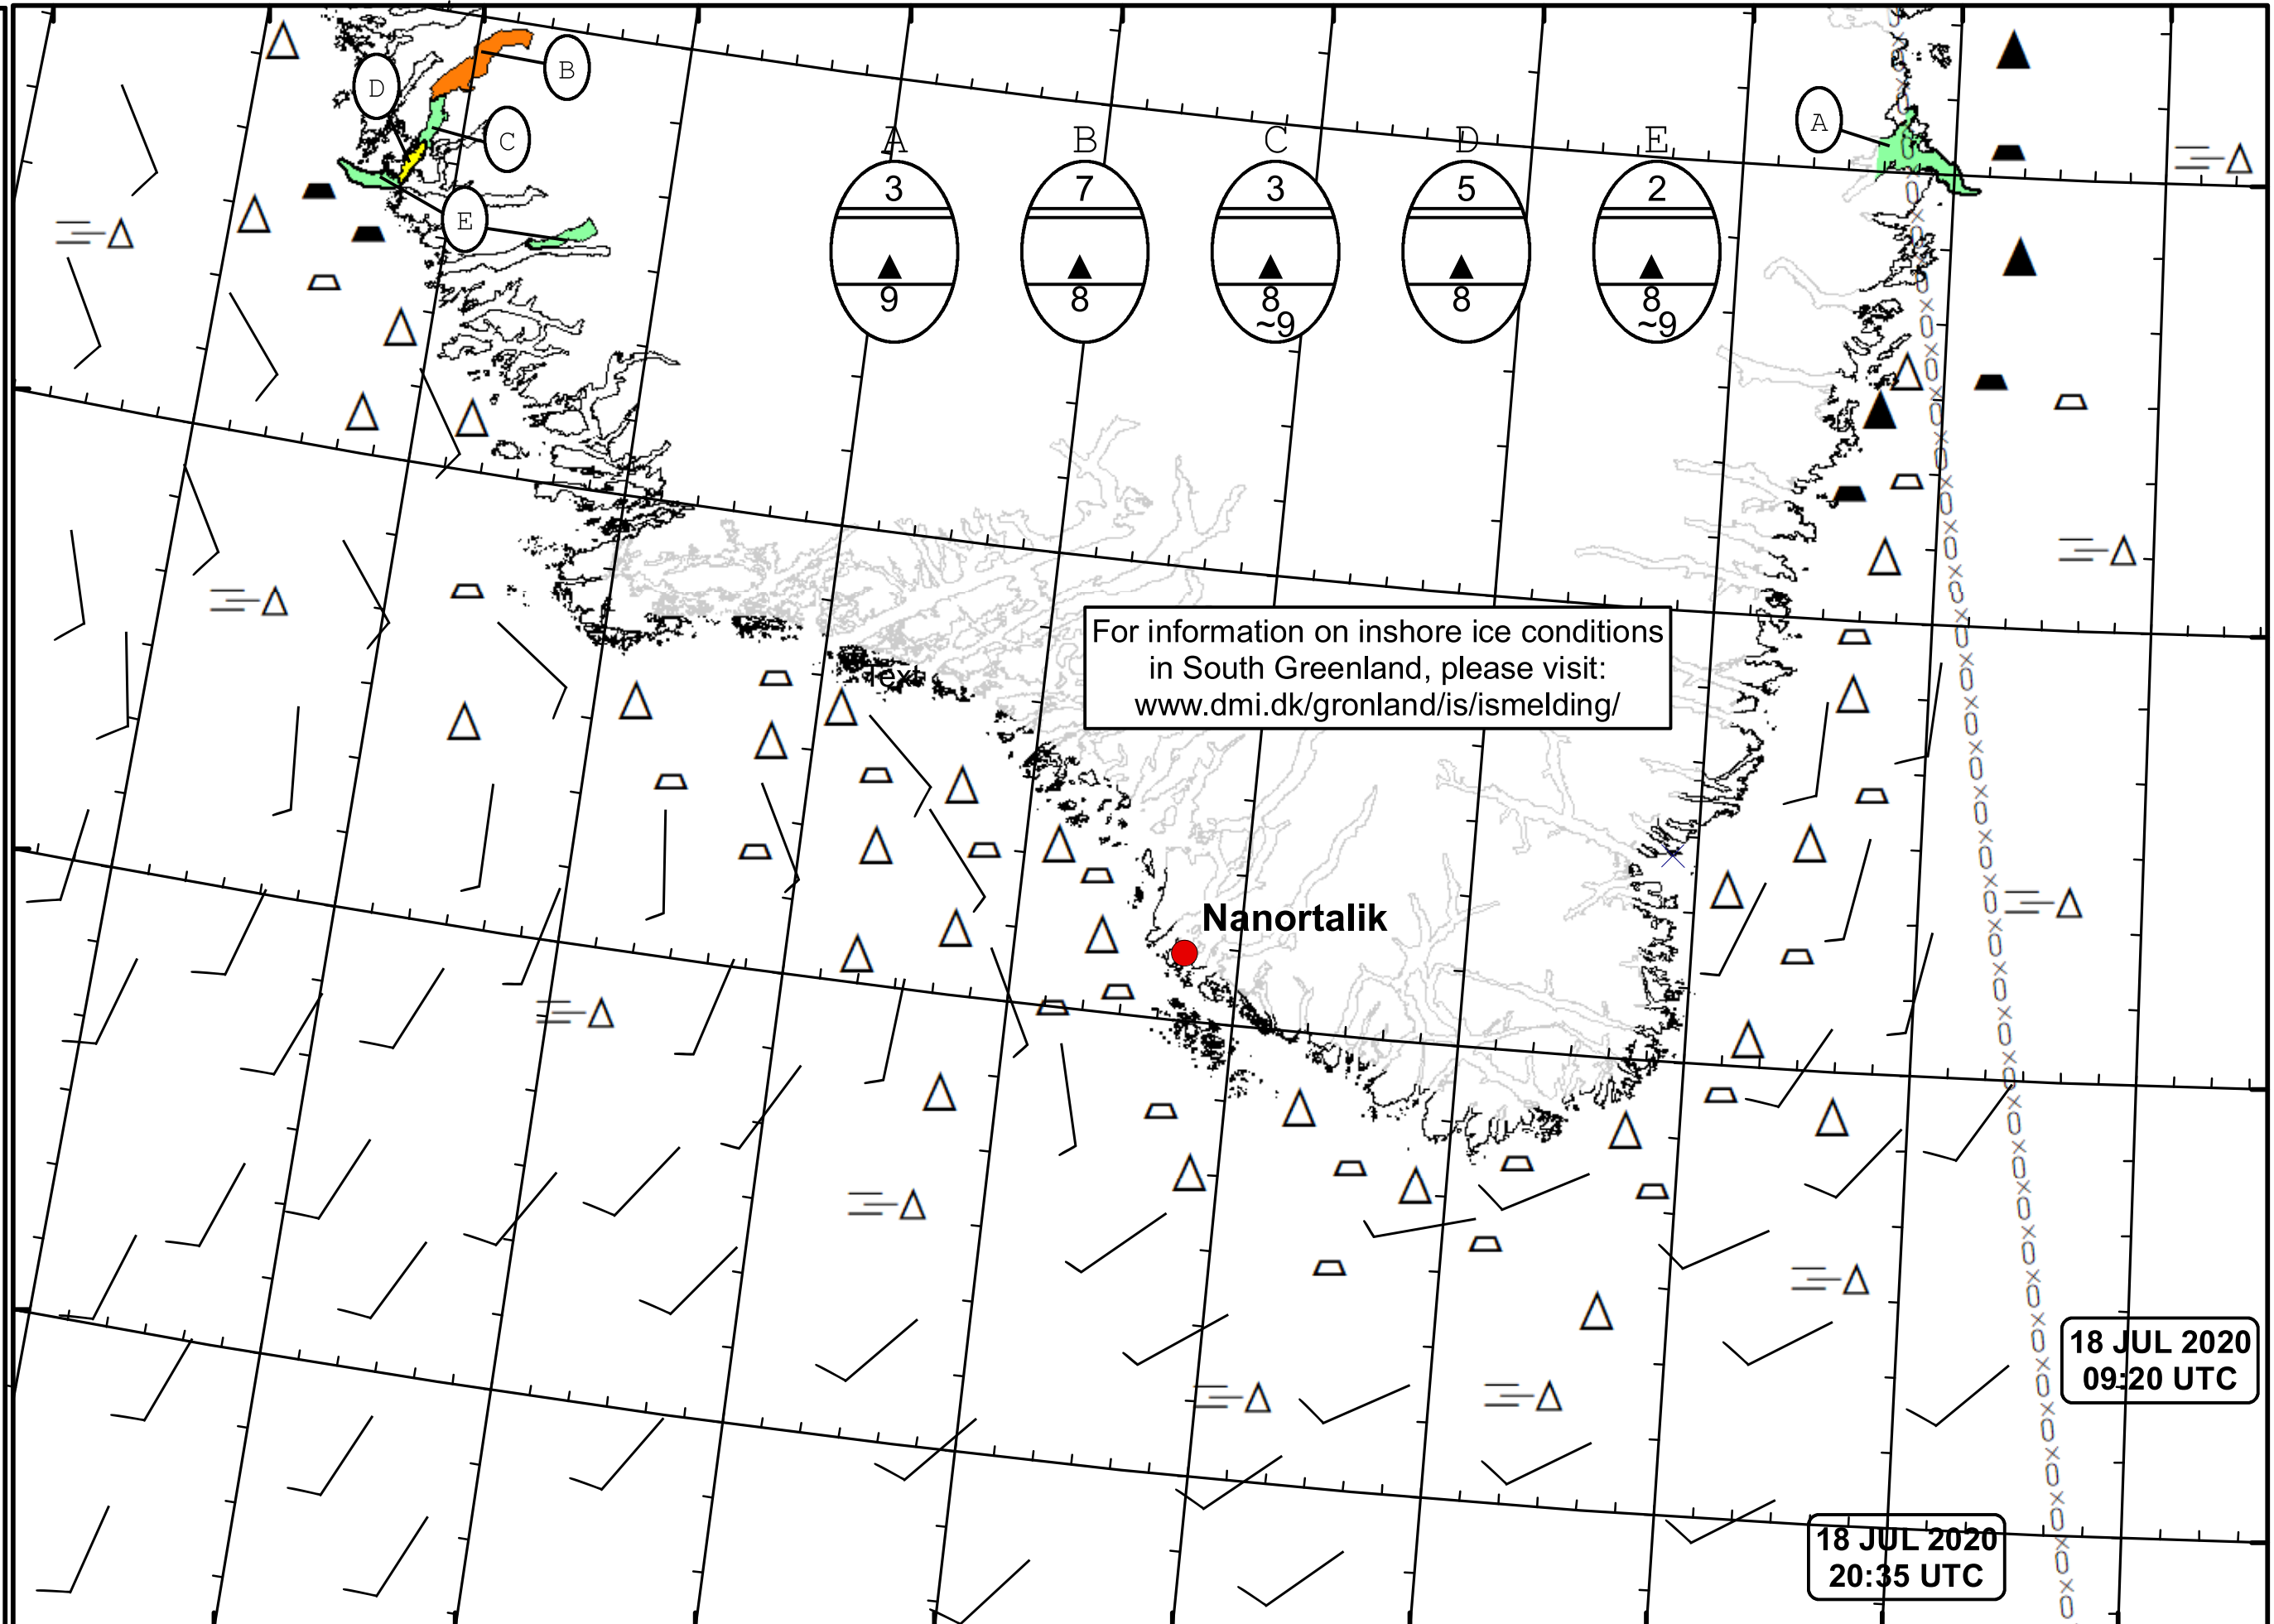 B
D
C
A
E
A B C D E
3 7 3 5 2
9 8 8 8 8
~9 ~9
For information on inshore ice conditions
in South Greenland, please visit:
www.dmi.dk/gronland/is/ismelding/
Text
Nanortalik
18 JUL 2020
09:20 UTC
18 JUL 2020
20:35 UTC